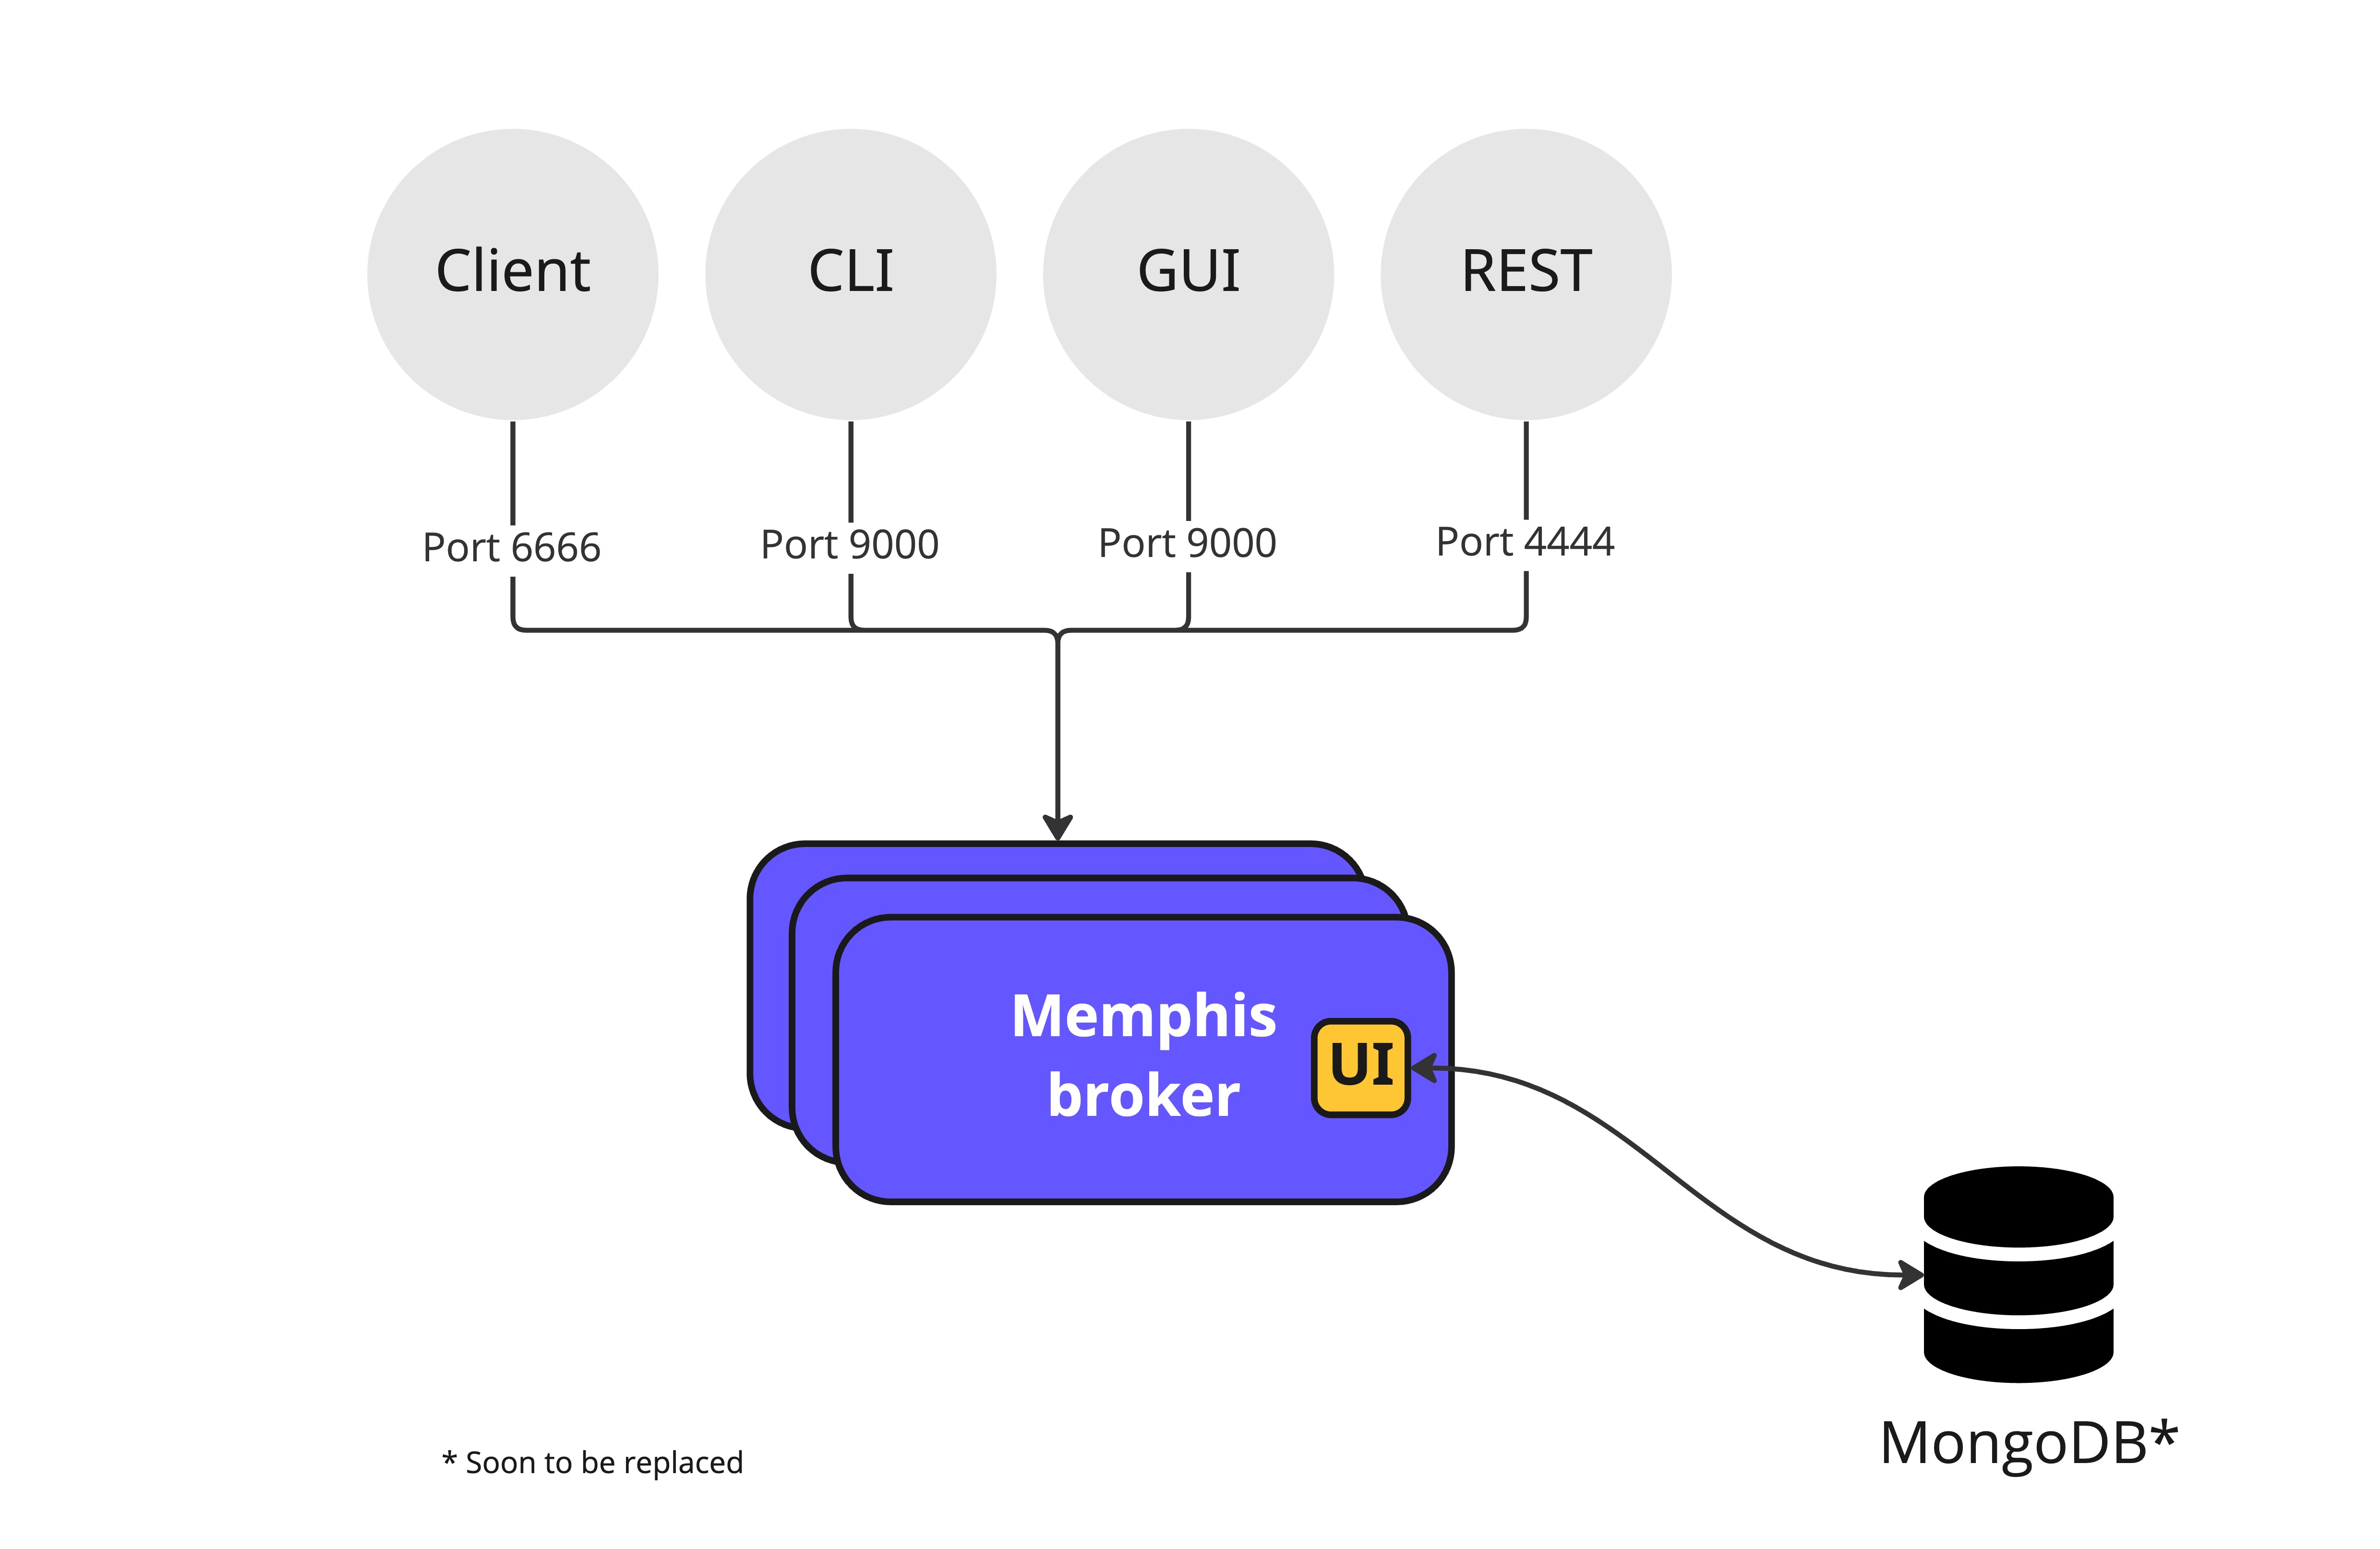 Client
CLI
GUI
REST
Port 6666
Port 9000
Port 9000
Port 4444
Memphis
broker
UI
MongoDB*
* Soon to be replaced